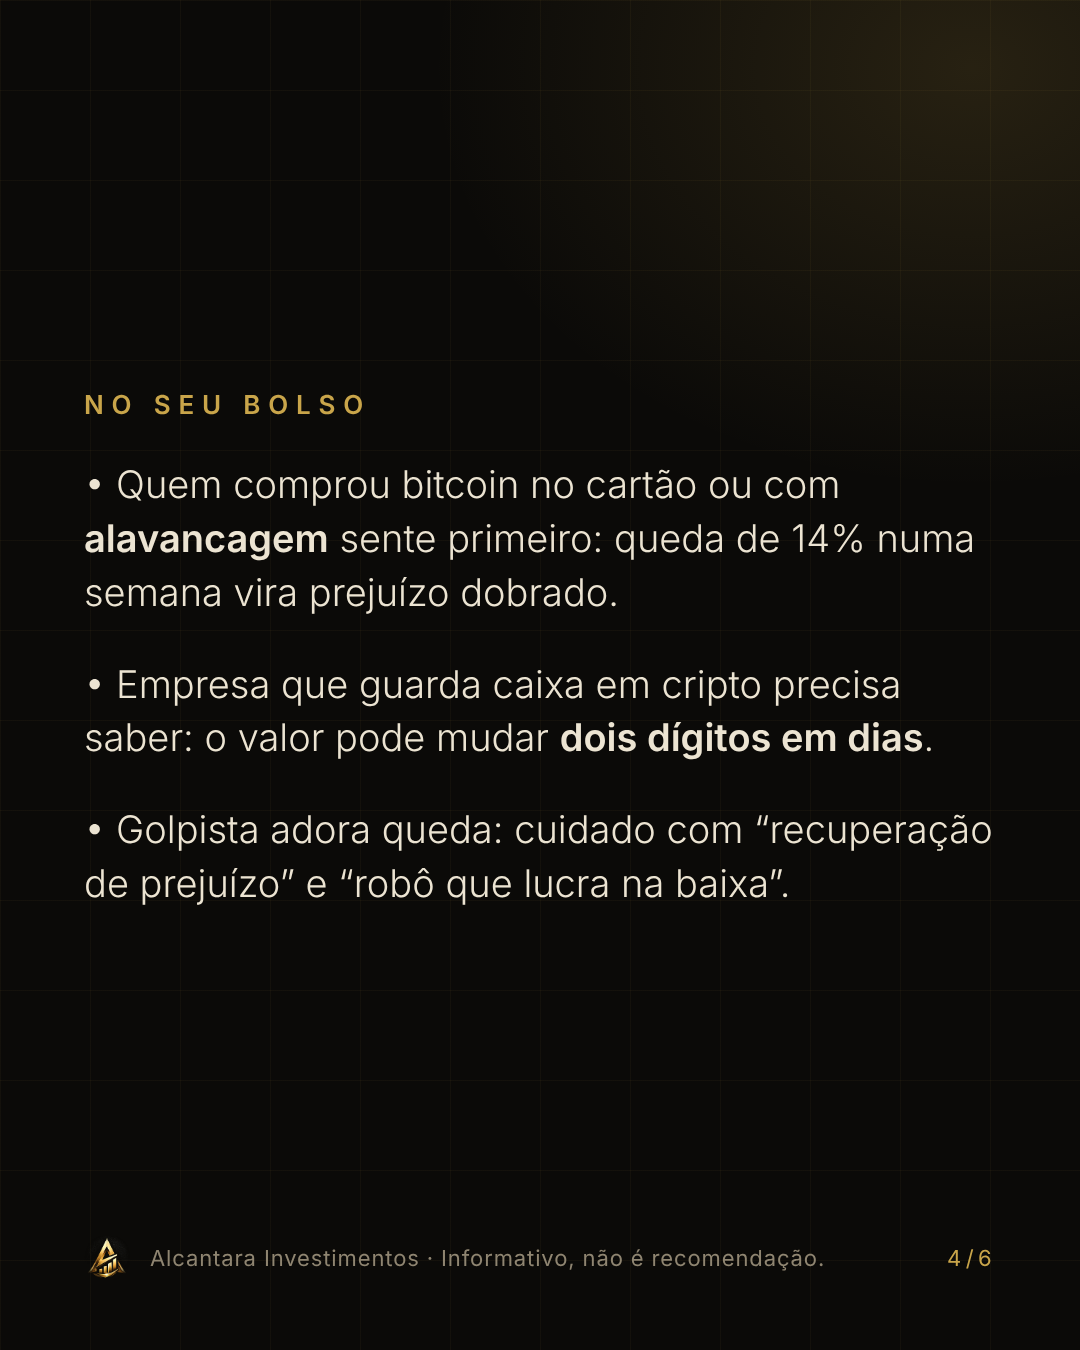 NO SEU BOLSO
• Quem comprou bitcoin no cartão ou com
alavancagem sente primeiro: queda de 14% numa
semana vira prejuízo dobrado.
• Empresa que guarda caixa em cripto precisa
saber: o valor pode mudar dois dígitos em dias.
• Golpista adora queda: cuidado com “recuperação
de prejuízo” e “robô que lucra na baixa”.
Alcantara Investimentos · Informativo, não é recomendação.
4/6